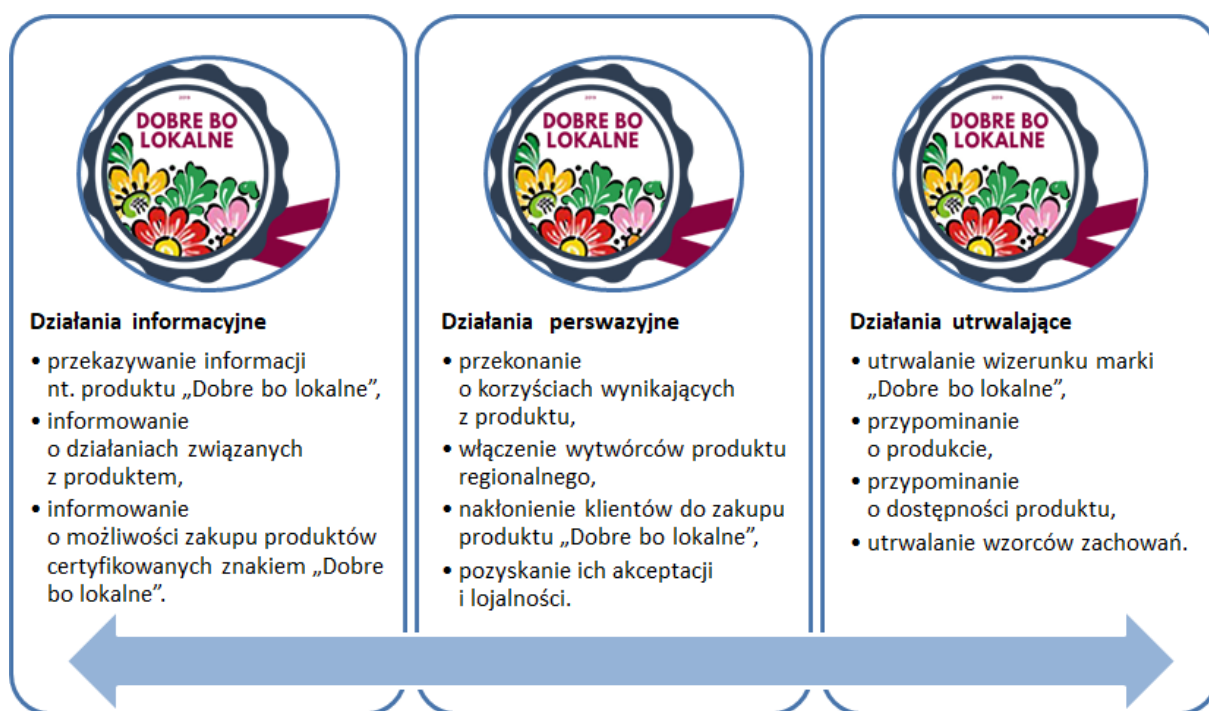 2019
DOBRE BO
LOKALNE
Działania informacyjne
• przekazywanie informacji
nt. produktu „Dobre bo lokalne”,
• informowanie
o działaniach związanych
z produktem,
• informowanie
o możliwości zakupu produktów
certyfikowanych znakiem „Dobre
bo lokalne”.
2019
DOBRE BO
LOKALNE
Działania perswazyjne
• przekonanie
o korzyściach wynikających
z produktu,
• włączenie wytwórców produktu
regionalnego,
• nakłonienie klientów do zakupu
produktu „Dobre bo lokalne”,
• pozyskanie ich akceptacji
i lojalności.
2019
DOBRE BO
LOKALNE
Działania utrwalające
• utrwalanie wizerunku marki
„Dobre bo lokalne”,
• przypominanie
o produkcie,
• przypominanie
o dostępności produktu,
• utrwalanie wzorców zachowań.